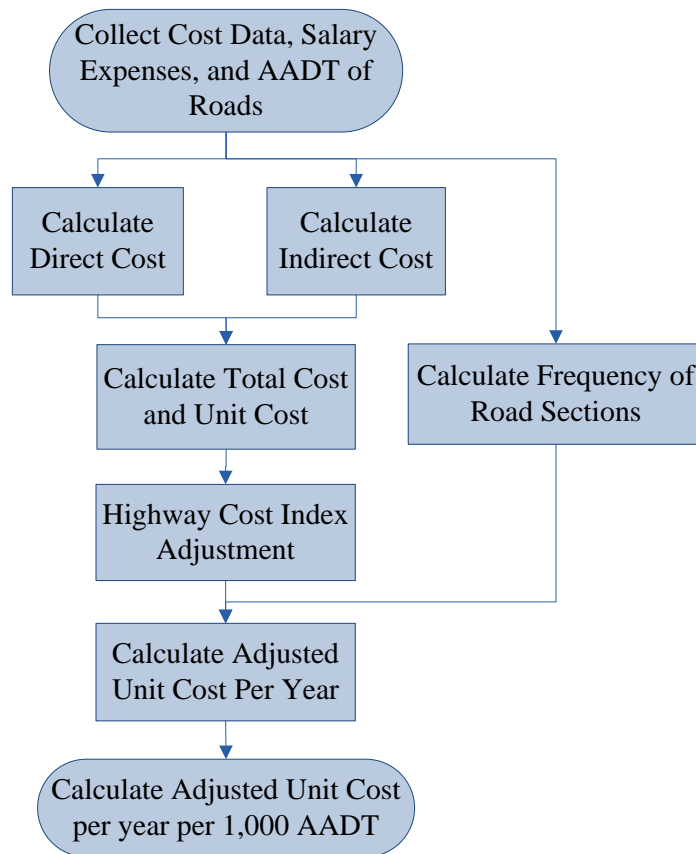 Collect Cost Data, Salary
Expenses, and AADT of
Roads
Calculate
Direct Cost
Calculate
Indirect Cost
Calculate Total Cost
and Unit Cost
Calculate Frequency of
Road Sections
Highway Cost Index
Adjustment
Calculate Adjusted
Unit Cost Per Year
Calculate Adjusted Unit Cost
per year per 1,000 AADT